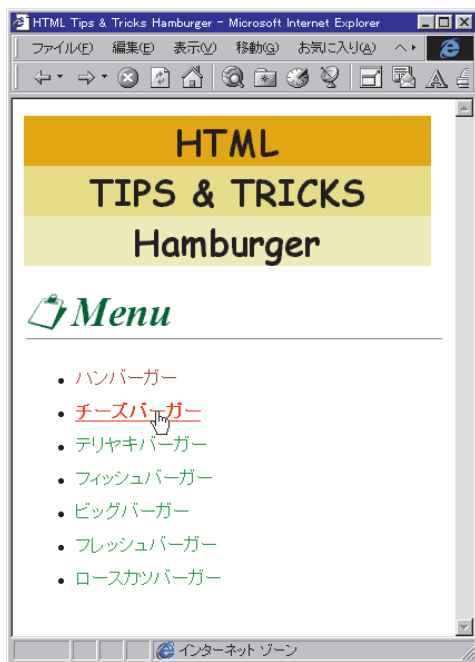 HTML Tips & Tricks Hamburger - Microsoft Internet Explorer
ファイル(F) 編集(E) 表示(V) 移動(G) お気に入り(A)
HTML
TIPS & TRICKS
Hamburger
Menu
ハンバーガー
チーズバーガー
テリヤキバーガー
フィッシュバーガー
ビッグバーガー
フレッシュバーガー
ロースカツバーガー
インターネット ゾーン